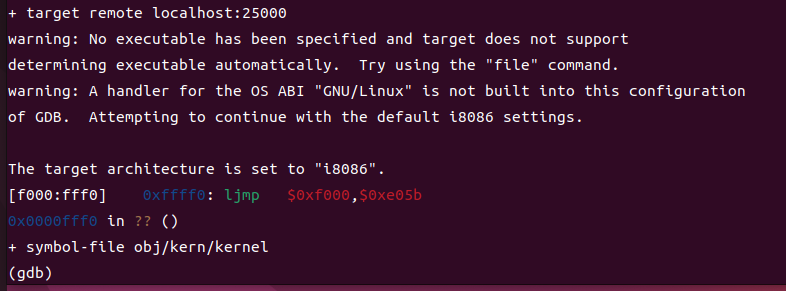 + target remote localhost:25000
warning: No executable has been specified and target does not support
determining executable automatically.  Try using the "file" command.
warning: A handler for the OS ABI "GNU/Linux" is not built into this configuration
of GDB.  Attempting to continue with the default i8086 settings.

The target architecture is set to "i8086".
[f000:fff0]    0xffff0: ljmp   $0xf000,$0xe05b
0x0000fff0 in ?? ()
+ symbol-file obj/kern/kernel
(gdb)